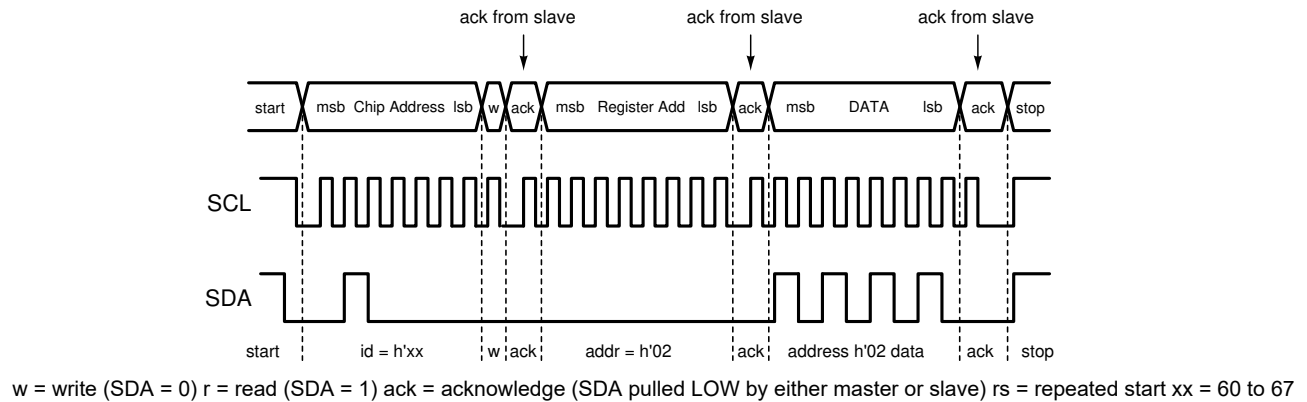 ack from slave ack from slave ack from slave
start msb Chip Address lsb w ack msb Register Add lsb ack msb DATA lsb ack stop
SCL
SDA
start id = h'xx w ack addr = h'02 ack address h'02 data ack stop
w = write (SDA = 0) r = read (SDA = 1) ack = acknowledge (SDA pulled LOW by either master or slave) rs = repeated start xx = 60 to 67